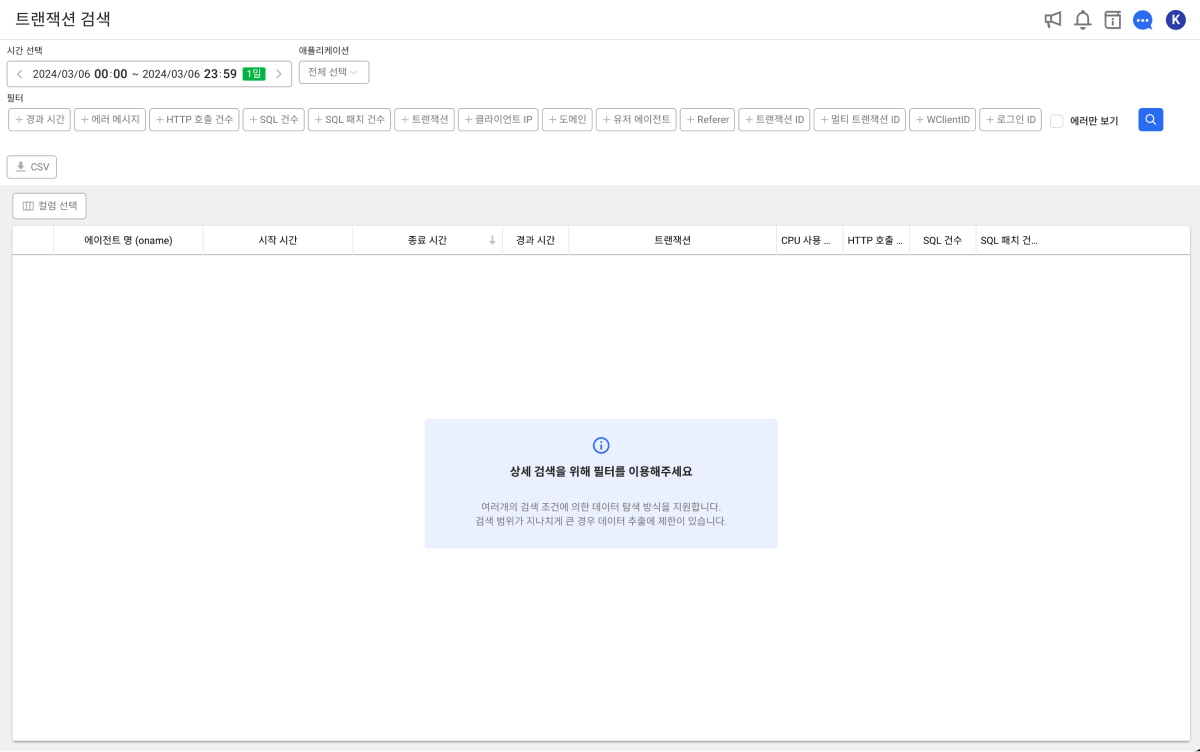 트랜잭션 검색
K
시간 선택
애플리케이션
2024/03/06 00:00 ~ 2024/03/06 23:59 1일
전체 선택
필터
+ 경과 시간 + 에러 메시지 + HTTP 호출 건수 + SQL 건수 + SQL 패치 건수 + 트랜잭션 + 클라이언트 IP + 도메인 + 유저 에이전트 + Referer + 트랜잭션 ID + 멀티 트랜잭션 ID + WClientID + 로그인 ID 에러만 보기
CSV
컬럼 선택
에이전트 명 (oname) 시작 시간 종료 시간 ↓ 경과 시간 트랜잭션 CPU 사용 ... HTTP 호출 ... SQL 건수 SQL 패치 건...
상세 검색을 위해 필터를 이용해주세요
여러개의 검색 조건에 의한 데이터 탐색 방식을 지원합니다.
검색 범위가 지나치게 큰 경우 데이터 추출에 제한이 있습니다.